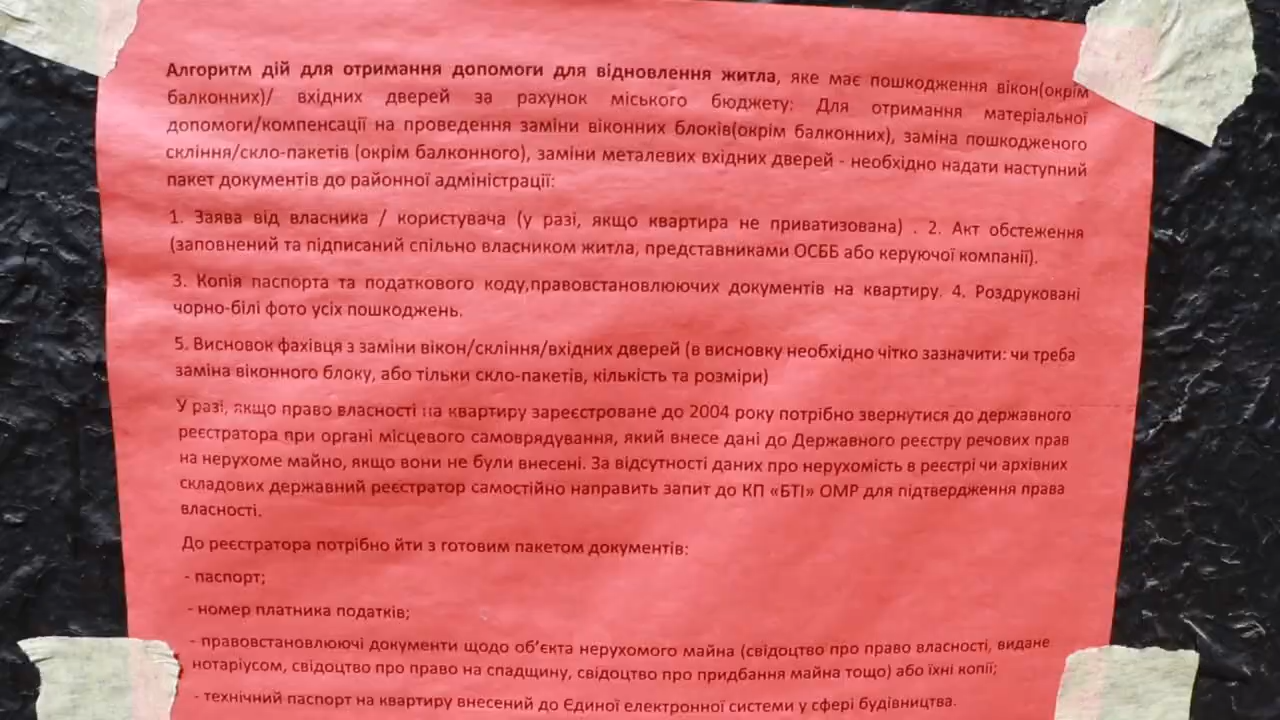 Алгоритм дій для отримання допомоги для відновлення житла, яке має пошкодження вікон(окрім
балконних)/ вхідних дверей за рахунок міського бюджету: Для отримання матеріальної
допомоги/компенсації на проведення заміни віконних блоків(окрім балконних), заміна пошкодженого
скління/скло-пакетів (окрім балконного), заміни металевих вхідних дверей - необхідно надати наступний
пакет документів до районної адміністрації:
1. Заява від власника / користувача (у разі, якщо квартира не приватизована) . 2. Акт обстеження
(заповнений та підписаний спільно власником житла, представниками ОСББ або керуючої компанії).
3. Копія паспорта та податкового коду,правовстановлюючих документів на квартиру. 4. Роздруковані
чорно-білі фото усіх пошкоджень.
5. Висновок фахівця з заміни вікон/скління/вхідних дверей (в висновку необхідно чітко зазначити: чи треба
заміна віконного блоку, або тільки скло-пакетів, кількість та розміри)
У разі, якщо право власності на квартиру зареєстроване до 2004 року потрібно звернутися до державного
реєстратора при органі місцевого самоврядування, який внесе дані до Державного реєстру речових прав
на нерухоме майно, якщо вони не були внесені. За відсутності даних про нерухомість в реєстрі чи архівних
складових державний реєстратор самостійно направить запит до КП «БТІ» ОМР для підтвердження права
власності.
До реєстратора потрібно йти з готовим пакетом документів:
- паспорт;
- номер платника податків;
- правовстановлюючі документи щодо об’єкта нерухомого майна (свідоцтво про право власності, видане
нотаріусом, свідоцтво про право на спадщину, свідоцтво про придбання майна тощо) або їхні копії;
- технічний паспорт на квартиру внесений до Єдиної електронної системи у сфері будівництва.